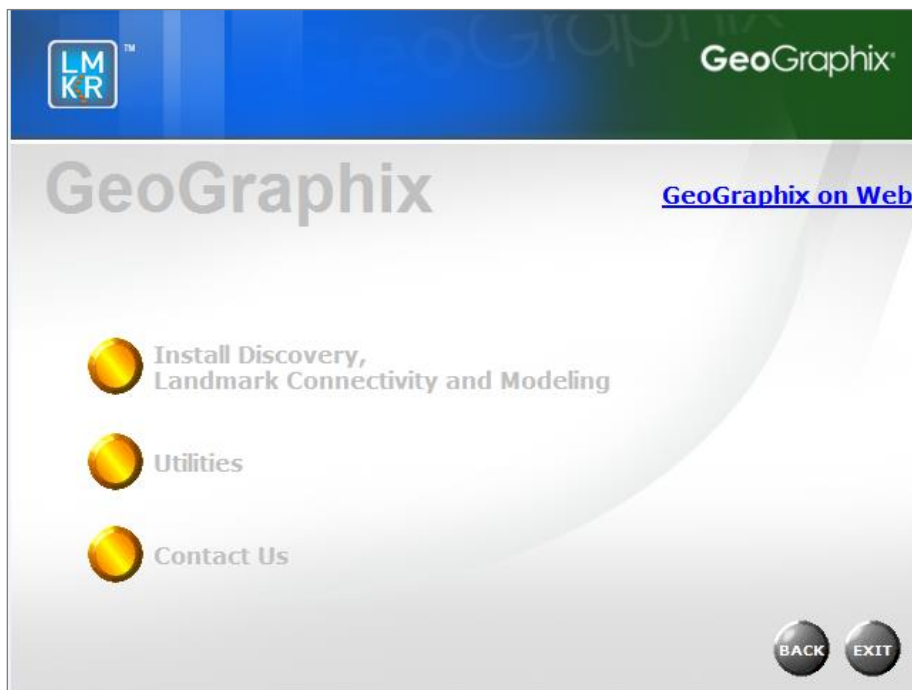 LM
KR
TM
GeoGraphix
GeoGraphix
GeoGraphix
GeoGraphix on Web
Install Discovery,
Landmark Connectivity and Modeling
Utilities
Contact Us
BACK
EXIT